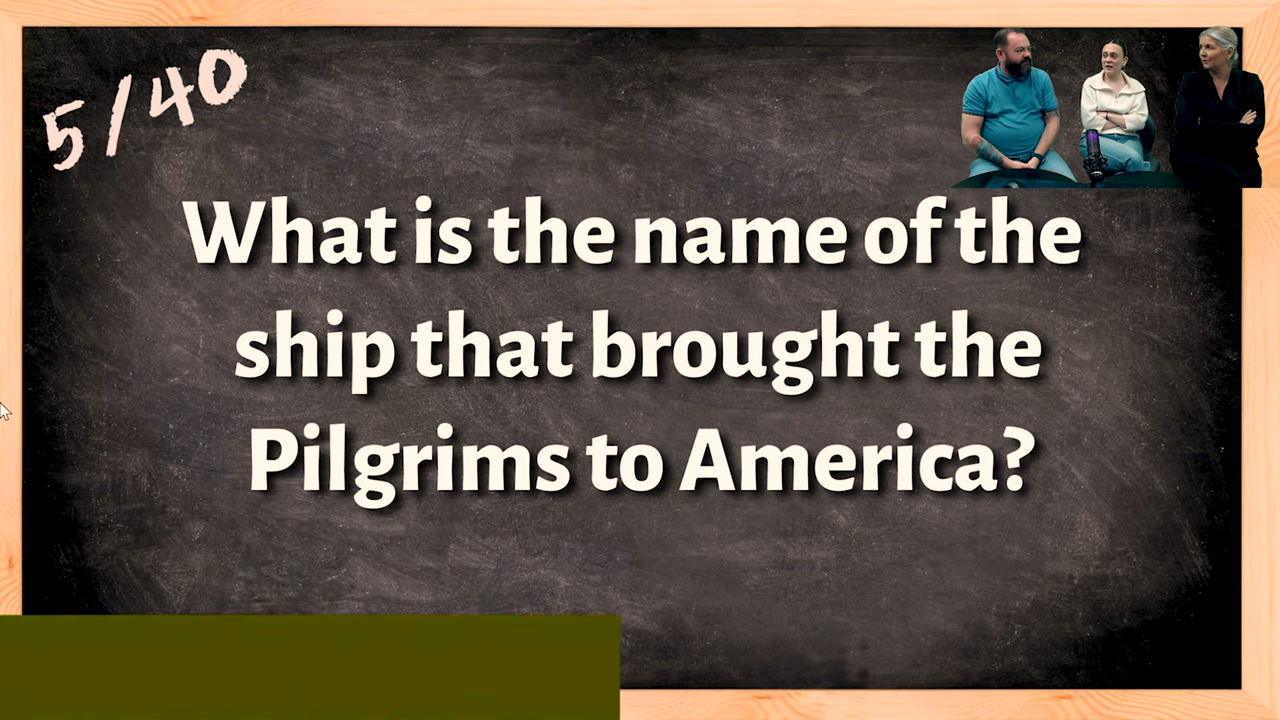 5/40
What is the name of the
ship that brought the
Pilgrims to America?